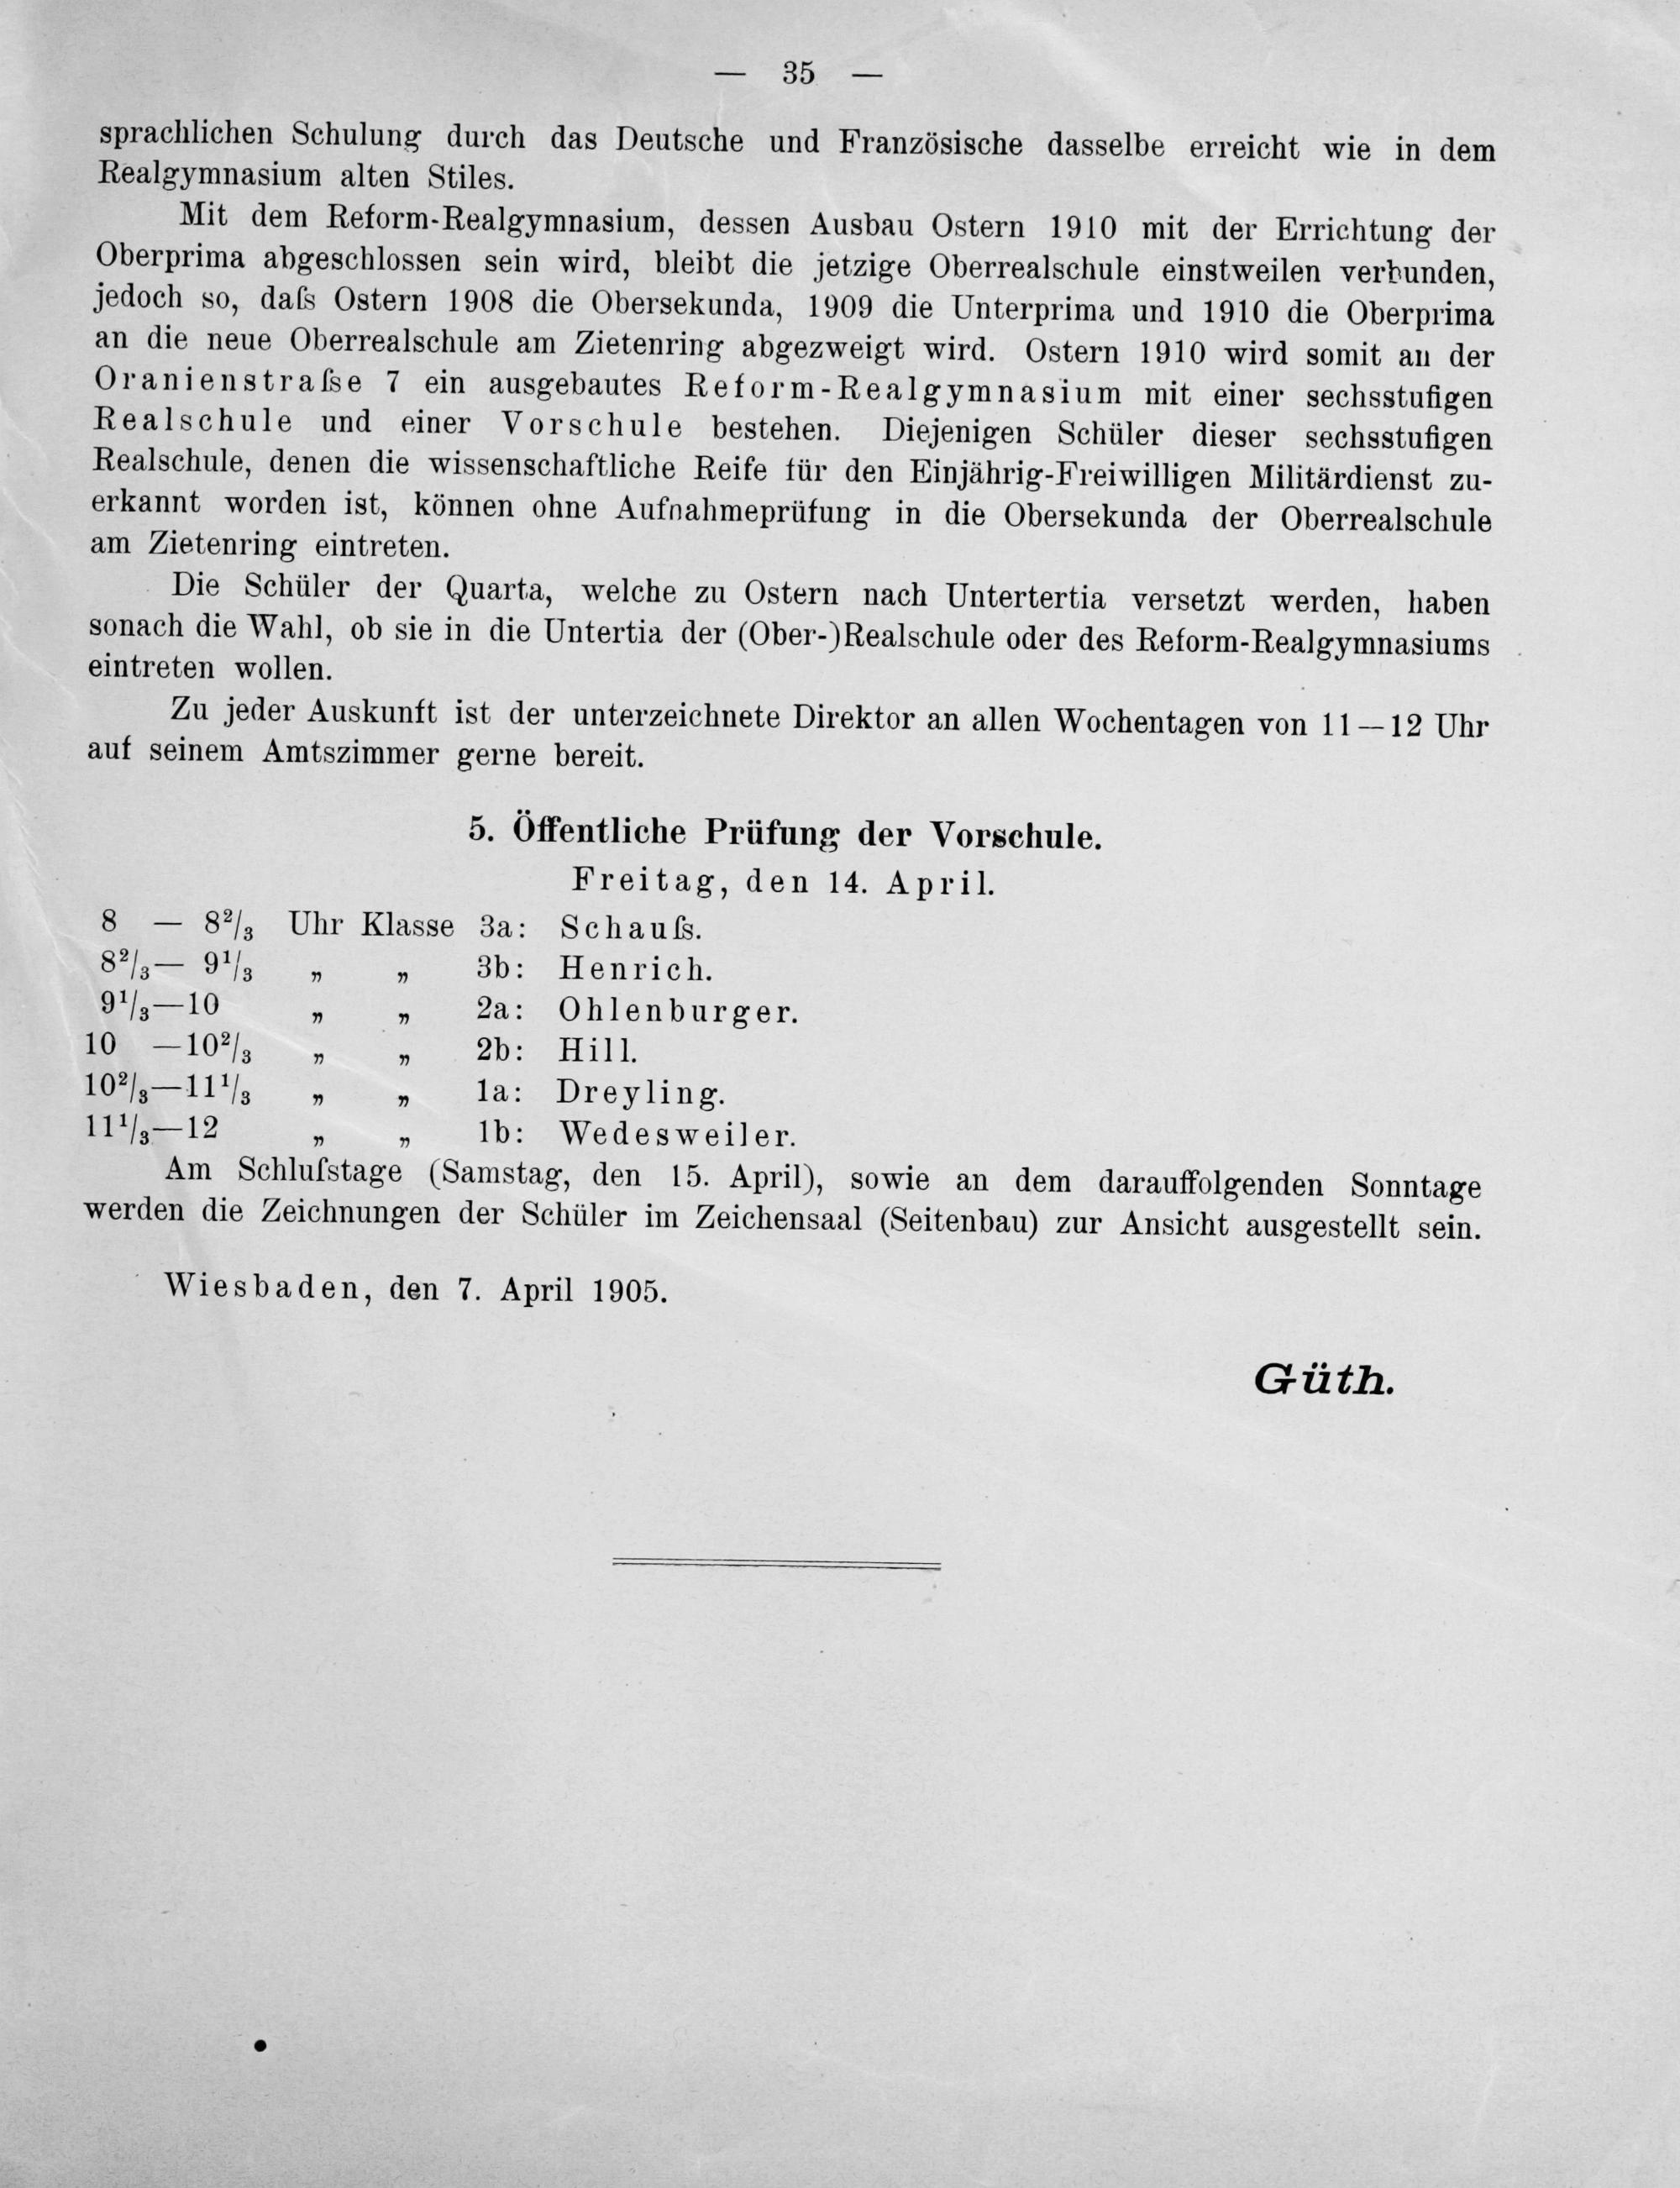 — 35 —
sprachlichen Schulung durch das Deutsche und Französische dasselbe erreicht wie in dem
Realgymnasium alten Stiles.
Mit dem Reform-Realgymnasium, dessen Ausbau Ostern 1910 mit der Errichtung der
Oberprima abgeschlossen sein wird, bleibt die jetzige Oberrealschule einstweilen verbunden,
jedoch so, daſs Ostern 1908 die Obersekunda, 1909 die Unterprima und 1910 die Oberprima
an die neue Oberrealschule am Zietenring abgezweigt wird. Ostern 1910 wird somit an der
Oranienstraſse 7 ein ausgebautes Reform-Realgymnasium mit einer sechsstufigen
Realschule und einer Vorschule bestehen. Diejenigen Schüler dieser sechsstufigen
Realschule, denen die wissenschaftliche Reife für den Einjährig-Freiwilligen Militärdienst zu-
erkannt worden ist, können ohne Aufnahmeprüfung in die Obersekunda der Oberrealschule
am Zietenring eintreten.
Die Schüler der Quarta, welche zu Ostern nach Untertertia versetzt werden, haben
sonach die Wahl, ob sie in die Untertia der (Ober-)Realschule oder des Reform-Realgymnasiums
eintreten wollen.
Zu jeder Auskunft ist der unterzeichnete Direktor an allen Wochentagen von 11—12 Uhr
auf seinem Amtszimmer gerne bereit.
5. Öffentliche Prüfung der Vorschule.
Freitag, den 14. April.
8 — 8²/₃ Uhr Klasse 3a: Schauſs.
8²/₃— 9¹/₃ „ „ 3b: Henrich.
9¹/₃—10 „ „ 2a: Ohlenburger.
10 —10²/₃ „ „ 2b: Hill.
10²/₃—11¹/₃ „ „ 1a: Dreyling.
11¹/₃—12 „ „ 1b: Wedesweiler.
Am Schluſstage (Samstag, den 15. April), sowie an dem darauffolgenden Sonntage
werden die Zeichnungen der Schüler im Zeichensaal (Seitenbau) zur Ansicht ausgestellt sein.
Wiesbaden, den 7. April 1905.
Güth.